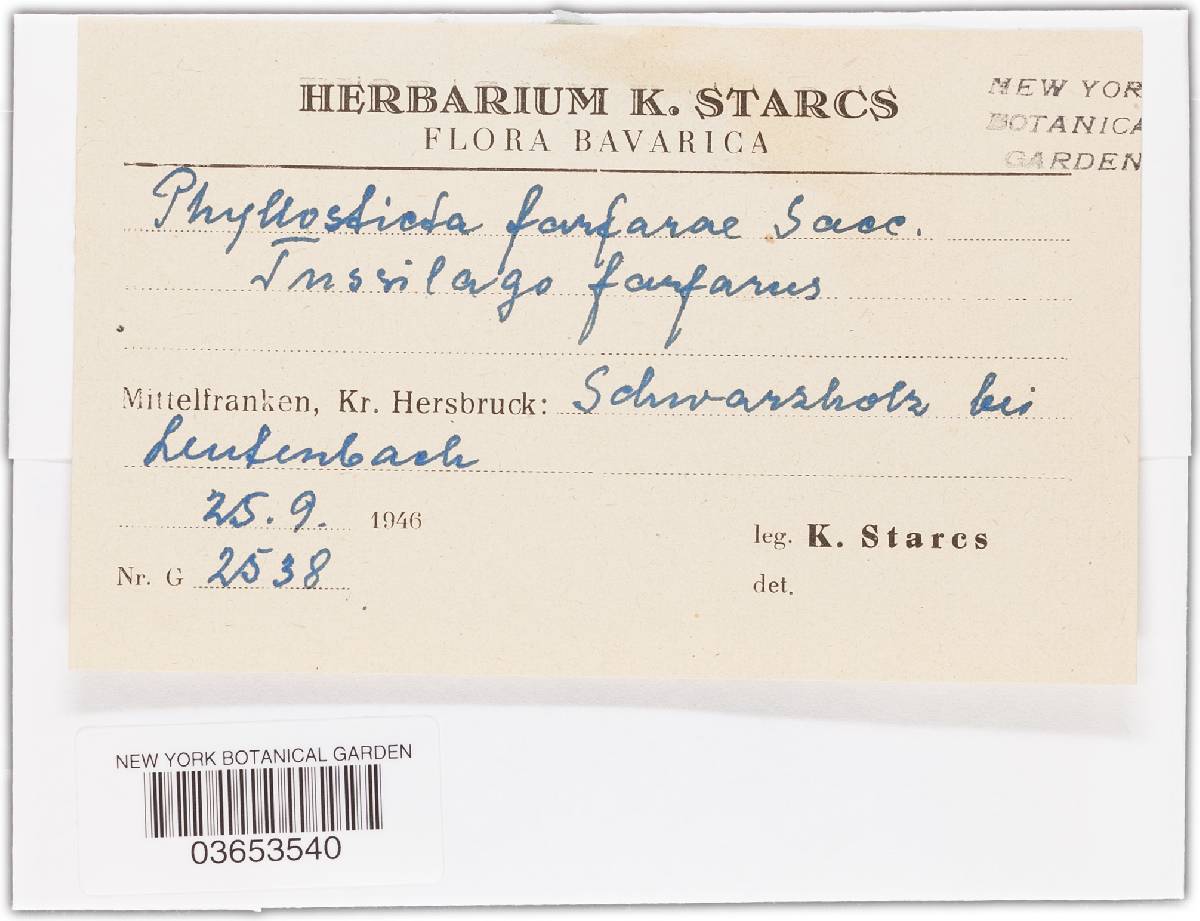 HERBARIUM K. STARCS
FLORA BAVARICA
NEW YOR
BOTANICA
GARDEN
Phyllosticta farfarae Sacc.
Tussilago farfarus
Mittelfranken, Kr. Hersbruck: Schwarzholz bei
Leutenbach
25. 9. 1946
leg. K. Starcs
Nr. G 2538
det.
NEW YORK BOTANICAL GARDEN
03653540